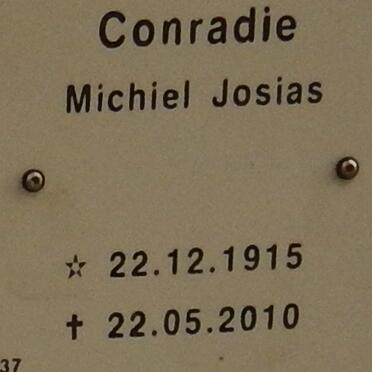 Conradie
Michiel Josias
☆ 22.12.1915
✝ 22.05.2010
37